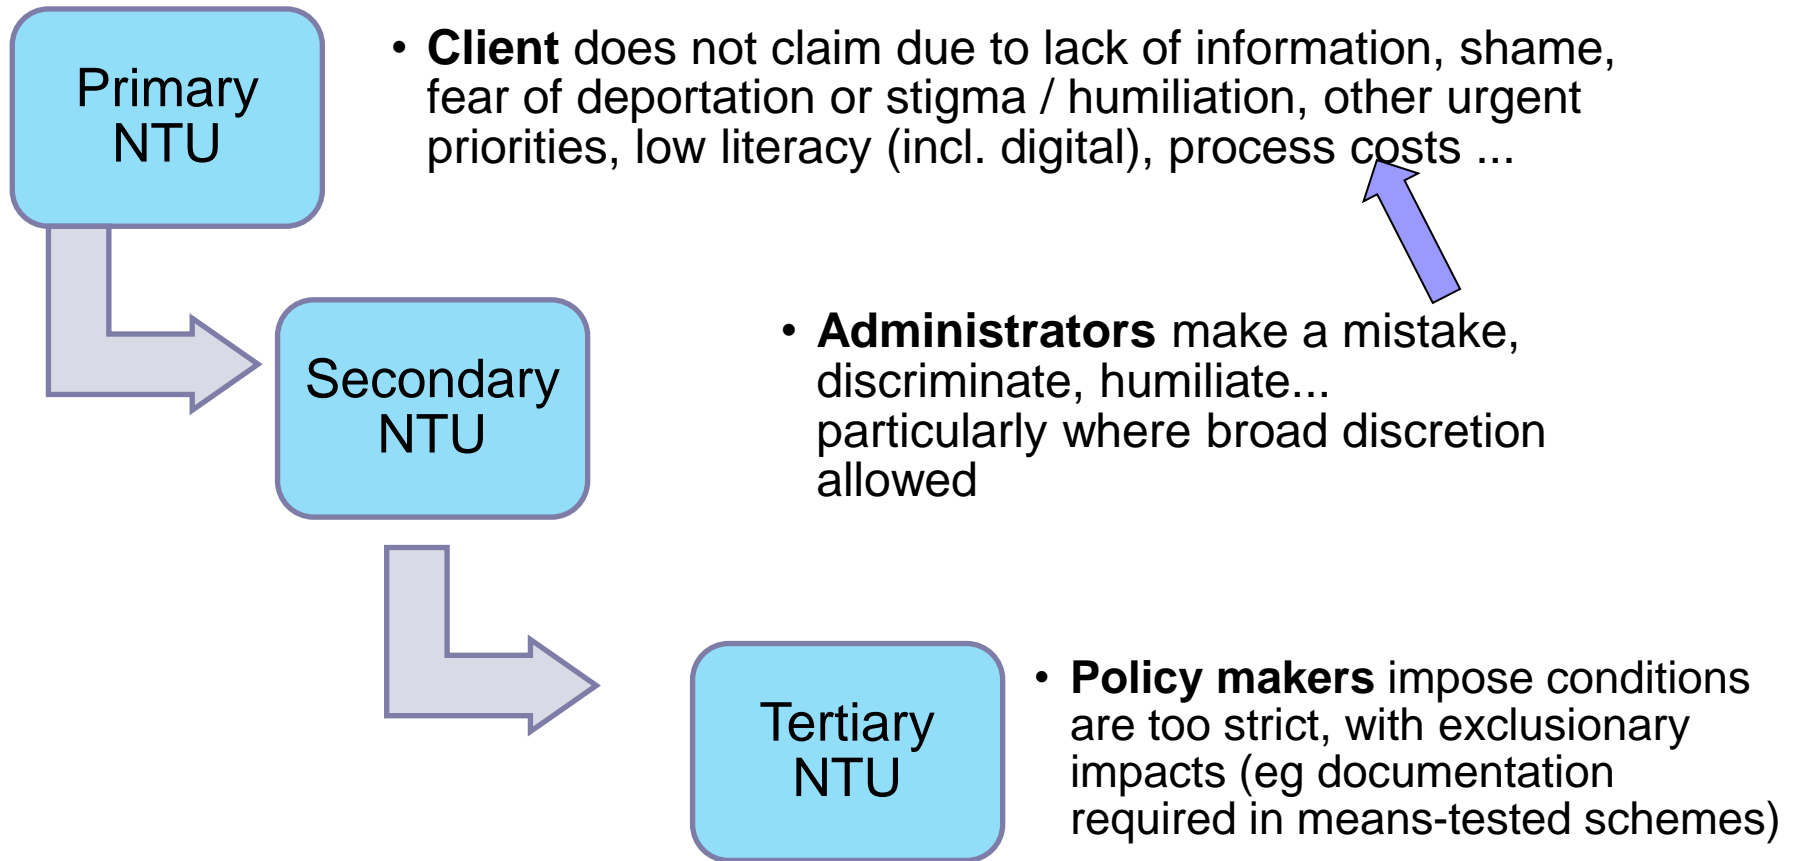 Primary
NTU
• Client does not claim due to lack of information, shame,
fear of deportation or stigma / humiliation, other urgent
priorities, low literacy (incl. digital), process costs ...
Secondary
NTU
• Administrators make a mistake,
discriminate, humiliate...
particularly where broad discretion
allowed
Tertiary
NTU
• Policy makers impose conditions
are too strict, with exclusionary
impacts (eg documentation
required in means-tested schemes)